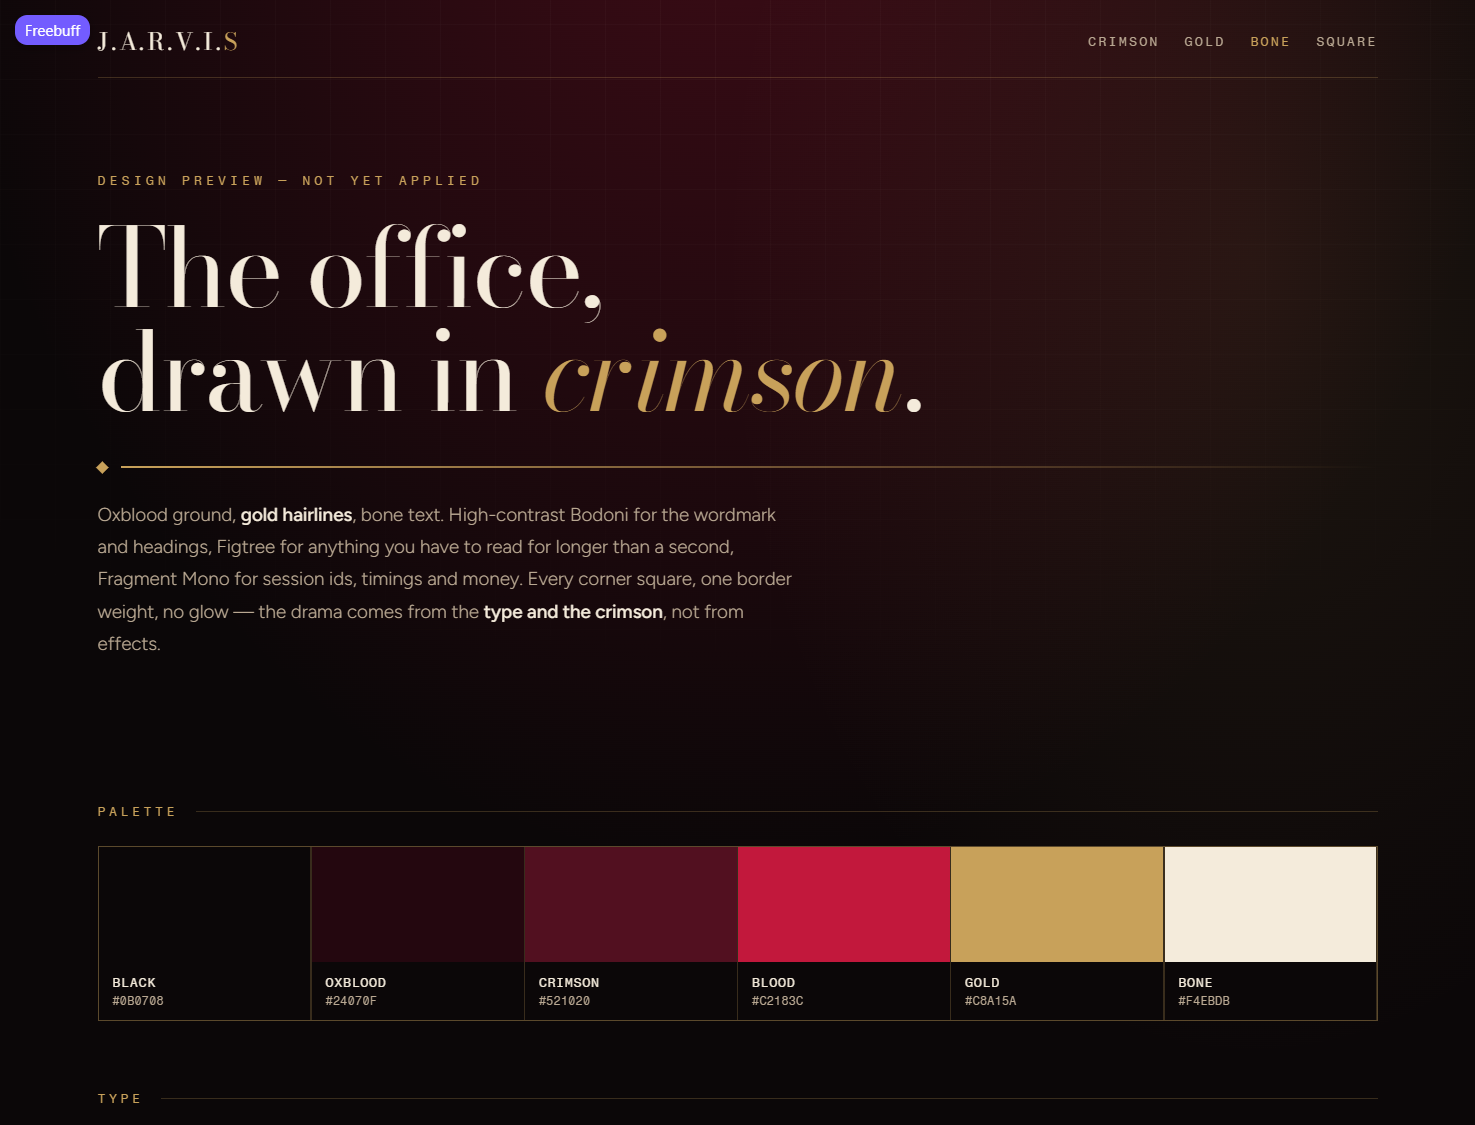 Freebuff
J.A.R.V.I.S
CRIMSON GOLD BONE SQUARE
DESIGN PREVIEW — NOT YET APPLIED
The office,
drawn in crimson.
Oxblood ground, gold hairlines, bone text. High-contrast Bodoni for the wordmark
and headings, Figtree for anything you have to read for longer than a second,
Fragment Mono for session ids, timings and money. Every corner square, one border
weight, no glow — the drama comes from the type and the crimson, not from
effects.
PALETTE
BLACK
#0B0708
OXBLOOD
#24070F
CRIMSON
#521020
BLOOD
#C2183C
GOLD
#C8A15A
BONE
#F4EBDB
TYPE